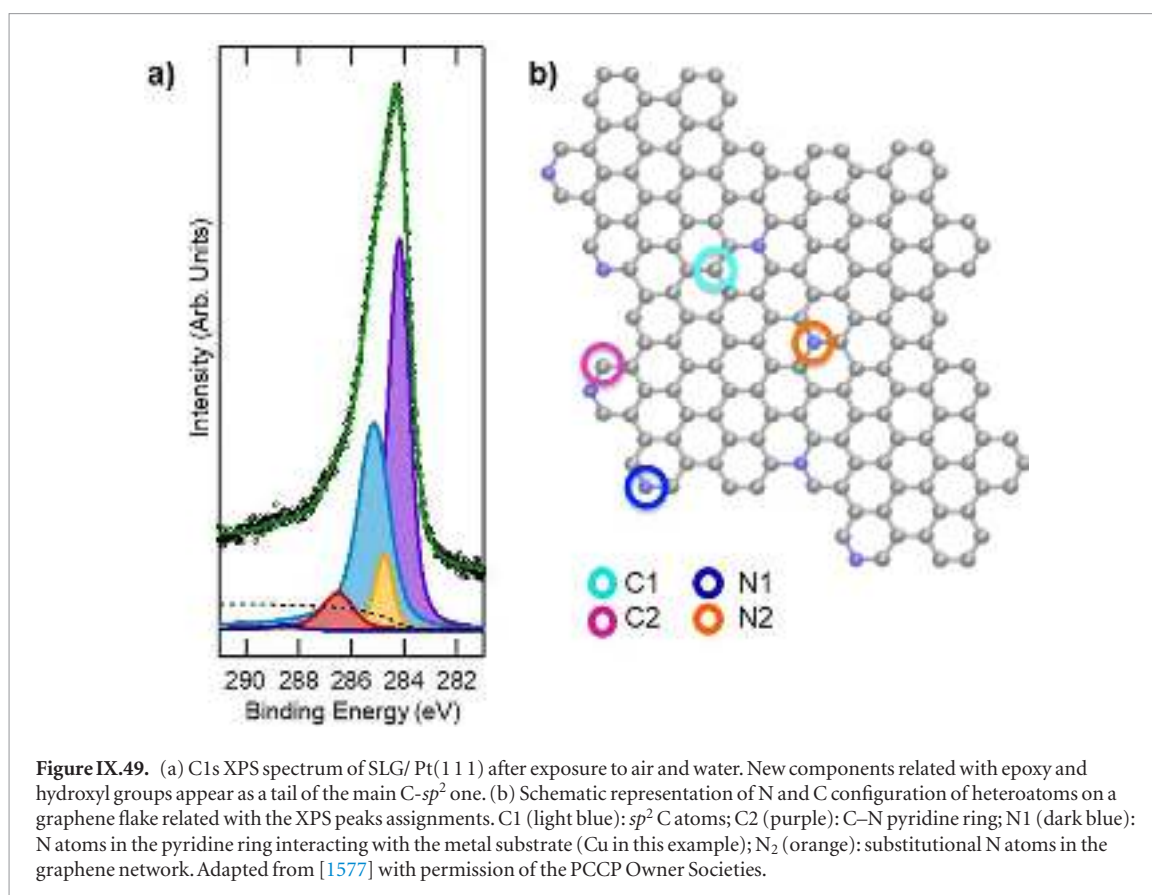 a)
b)
Intensity (Arb. Units)
290 288 286 284 282
Binding Energy (eV)
C1 N1
C2 N2
Figure IX.49. (a) C1s XPS spectrum of SLG/ Pt(1 1 1) after exposure to air and water. New components related with epoxy and
hydroxyl groups appear as a tail of the main C-sp² one. (b) Schematic representation of N and C configuration of heteroatoms on a
graphene flake related with the XPS peaks assignments. C1 (light blue): sp² C atoms; C2 (purple): C–N pyridine ring; N1 (dark blue):
N atoms in the pyridine ring interacting with the metal substrate (Cu in this example); N₂ (orange): substitutional N atoms in the
graphene network. Adapted from [1577] with permission of the PCCP Owner Societies.